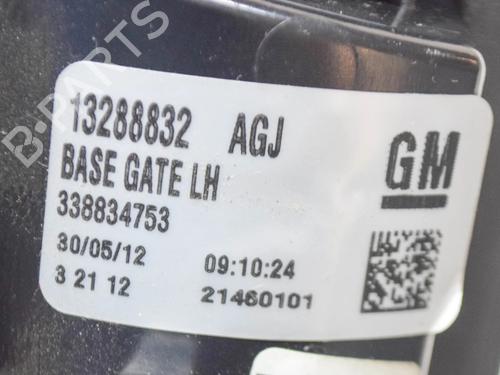 B-PARTS
13288832 AGJ
BASE GATE LH
338834753
30/05/12 09:10:24
3 21 12 21460101
GM